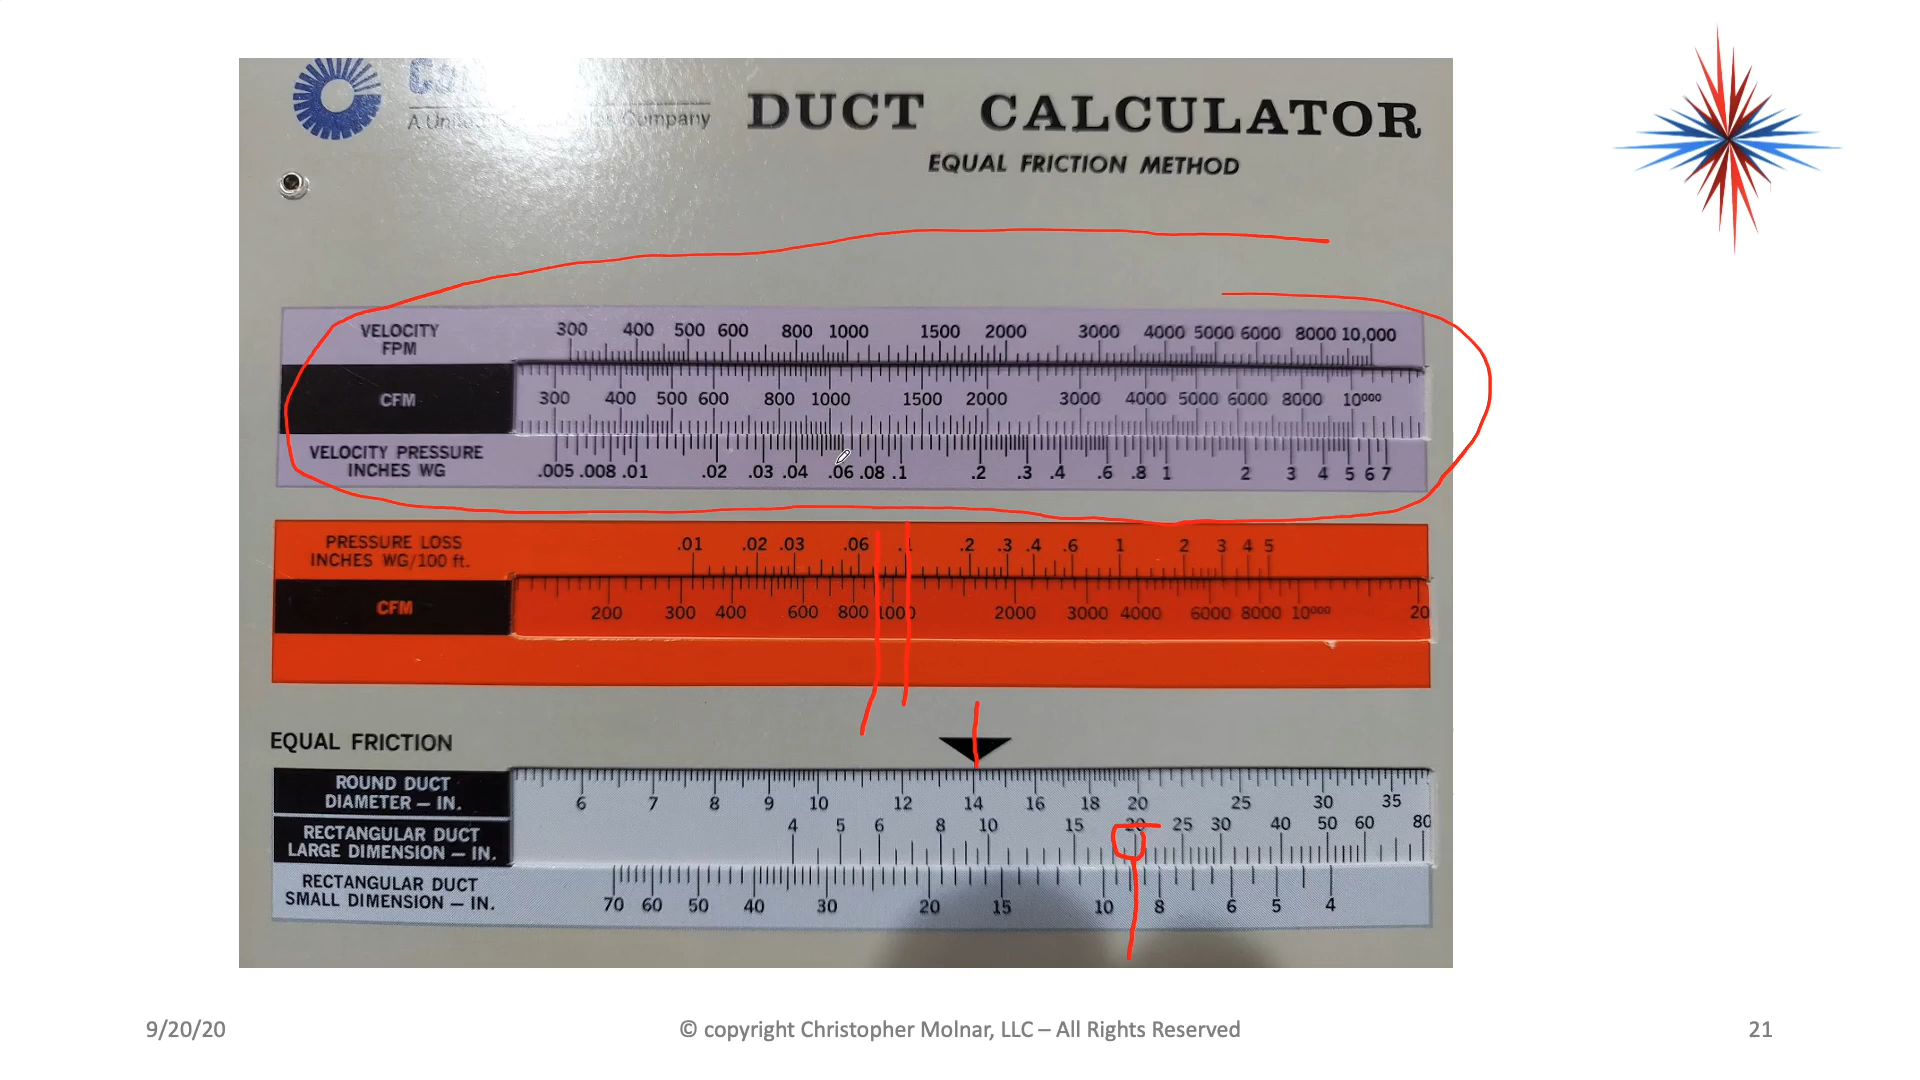 DUCT CALCULATOR
A Company
EQUAL FRICTION METHOD
VELOCITY
FPM
300 400 500 600 800 1000 1500 2000 3000 4000 5000 6000 8000 10,000
CFM
300 400 500 600 800 1000 1500 2000 3000 4000 5000 6000 8000 10000
VELOCITY PRESSURE
INCHES WG
.005 .008 .01 .02 .03 .04 .06 .08 .1 .2 .3 .4 .6 .8 1 2 3 4 5 6 7
PRESSURE LOSS
INCHES WG/100 ft.
.01 .02 .03 .06 .1 .2 .3 .4 .6 1 2 3 4 5
CFM
200 300 400 600 800 1000 2000 3000 4000 6000 8000 10000 20
EQUAL FRICTION
ROUND DUCT
DIAMETER – IN.
6 7 8 9 10 12 14 16 18 20 25 30 35
RECTANGULAR DUCT
LARGE DIMENSION – IN.
4 5 6 8 10 15 20 25 30 40 50 60 80
RECTANGULAR DUCT
SMALL DIMENSION – IN.
70 60 50 40 30 20 15 10 8 6 5 4
9/20/20
© copyright Christopher Molnar, LLC – All Rights Reserved
21